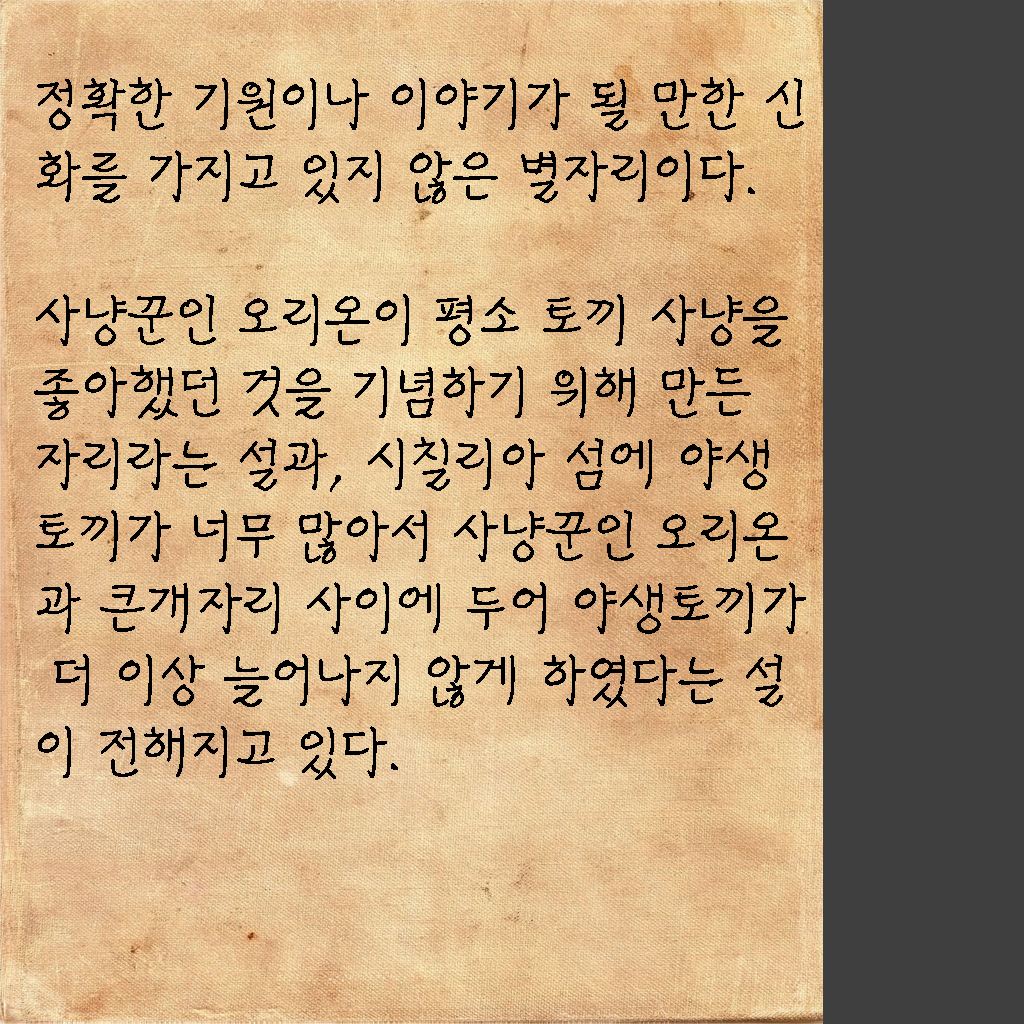 정확한 기원이나 이야기가 될 만한 신
화를 가지고 있지 않은 별자리이다.
사냥꾼인 오리온이 평소 토끼 사냥을
좋아했던 것을 기념하기 위해 만든
자리라는 설과, 시칠리아 섬에 야생
토끼가 너무 많아서 사냥꾼인 오리온
과 큰개자리 사이에 두어 야생토끼가
더 이상 늘어나지 않게 하였다는 설
이 전해지고 있다.